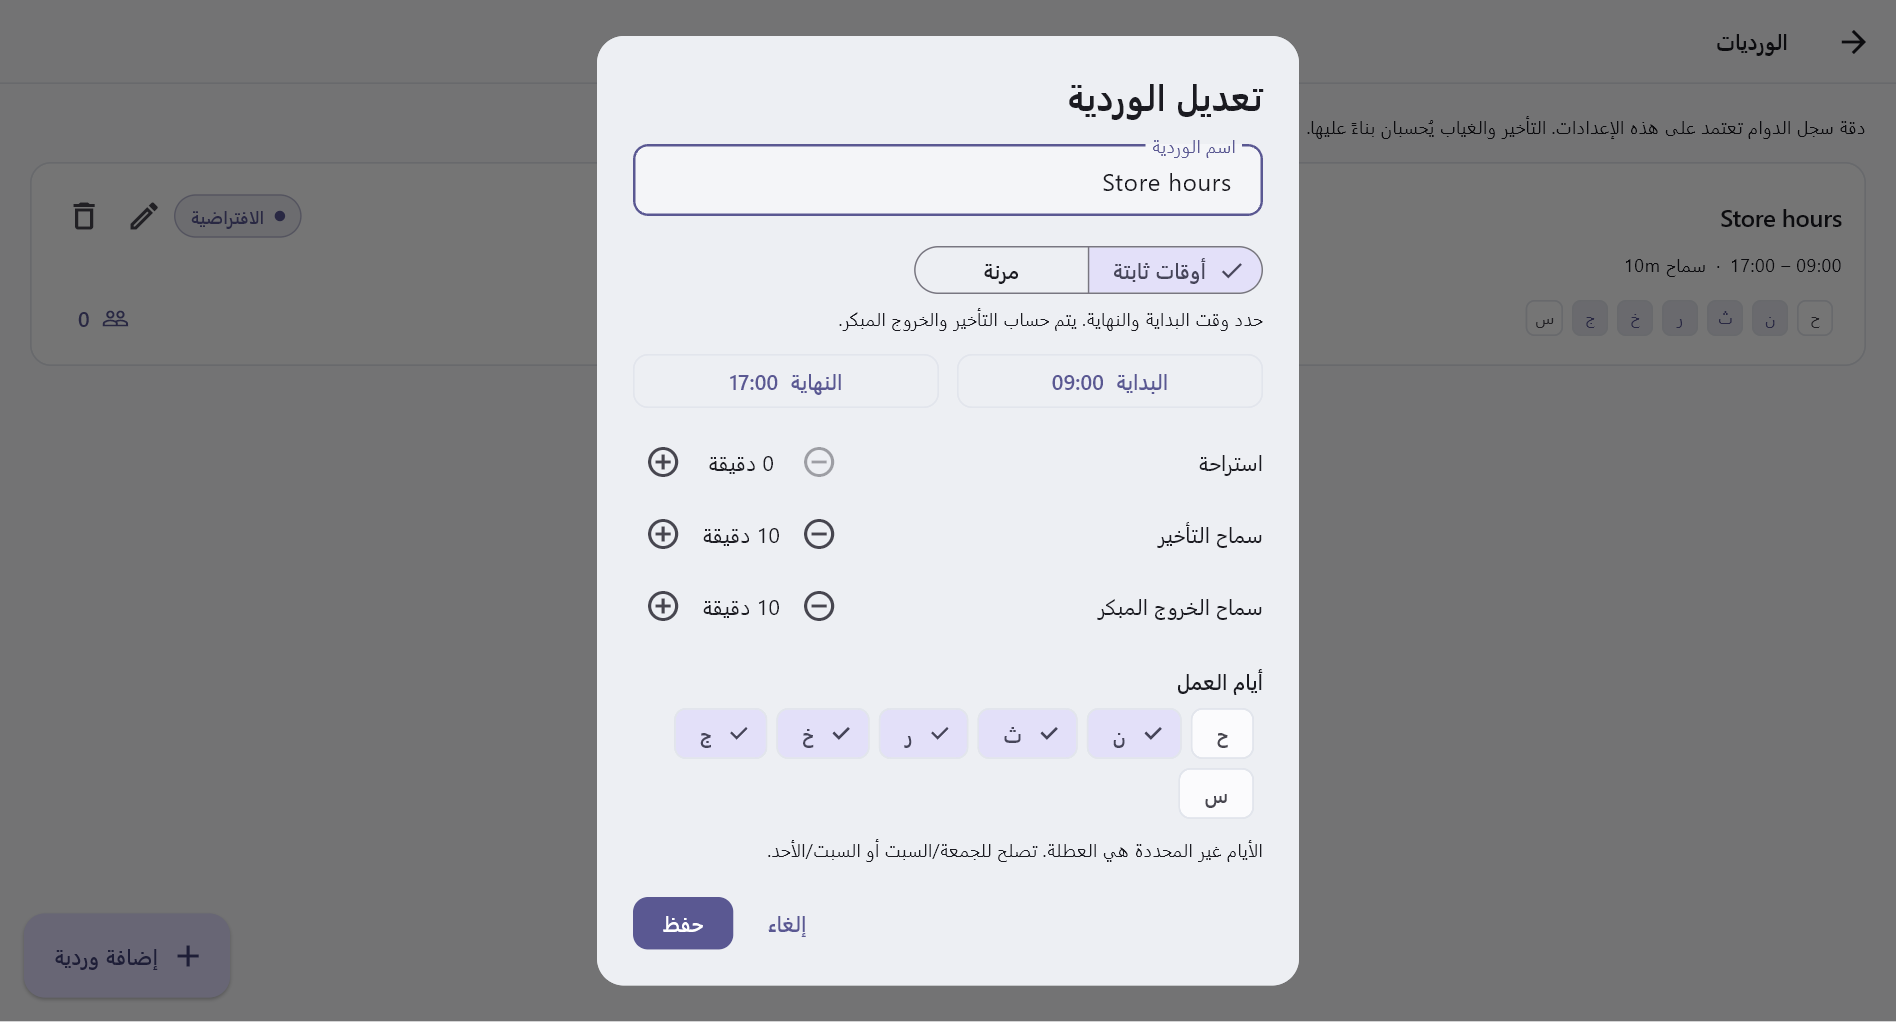 الورديات
دقة سجل الدوام تعتمد على هذه الإعدادات. التأخير والغياب يُحسبان بناءً عليها.
Store hours
الافتراضية
09:00 – 17:00 · سماح 10m
ح ن ث ر خ ج س
0
تعديل الوردية
اسم الوردية
Store hours
أوقات ثابتة
مرنة
حدد وقت البداية والنهاية. يتم حساب التأخير والخروج المبكر.
البداية 09:00
النهاية 17:00
استراحة
0 دقيقة
سماح التأخير
10 دقيقة
سماح الخروج المبكر
10 دقيقة
أيام العمل
ح ن ث ر خ ج
س
الأيام غير المحددة هي العطلة. تصلح للجمعة/السبت أو السبت/الأحد.
إلغاء
حفظ
إضافة وردية